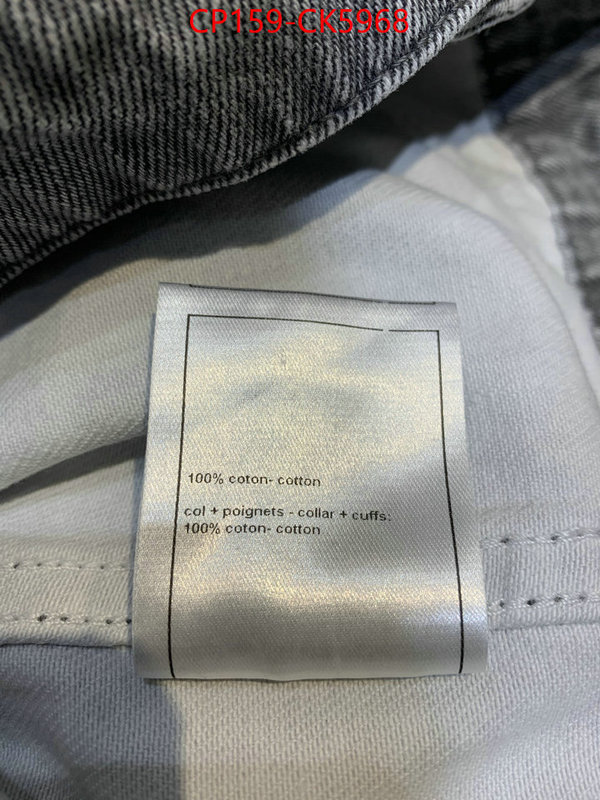 CP159-CK5968
100% coton- cotton
col + poignets - collar + cuffs:
100% coton- cotton